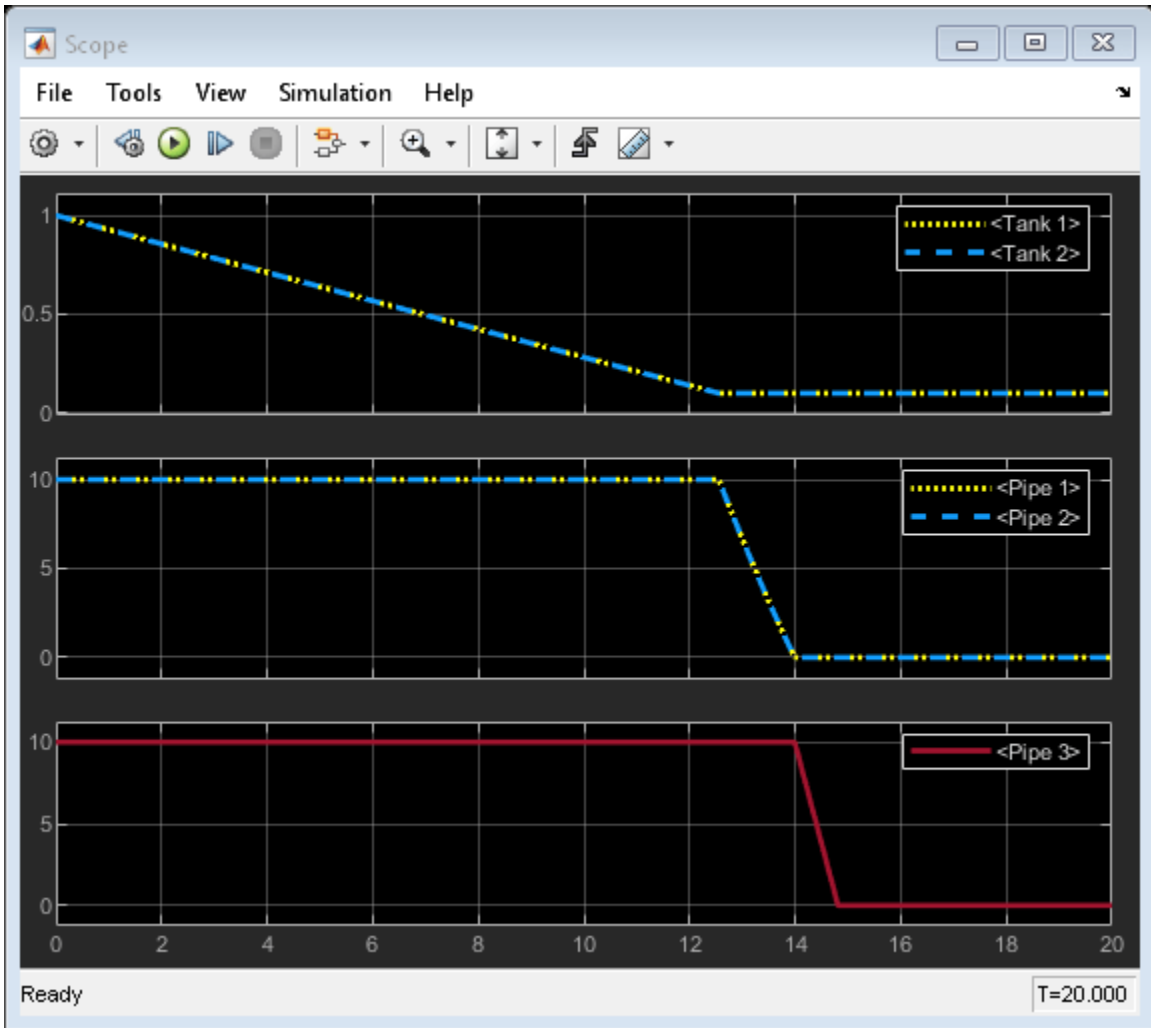 Scope
File Tools View Simulation Help
1
0.5
0
<Tank 1>
<Tank 2>
10
5
0
<Pipe 1>
<Pipe 2>
10
5
0
<Pipe 3>
0 2 4 6 8 10 12 14 16 18 20
Ready T=20.000